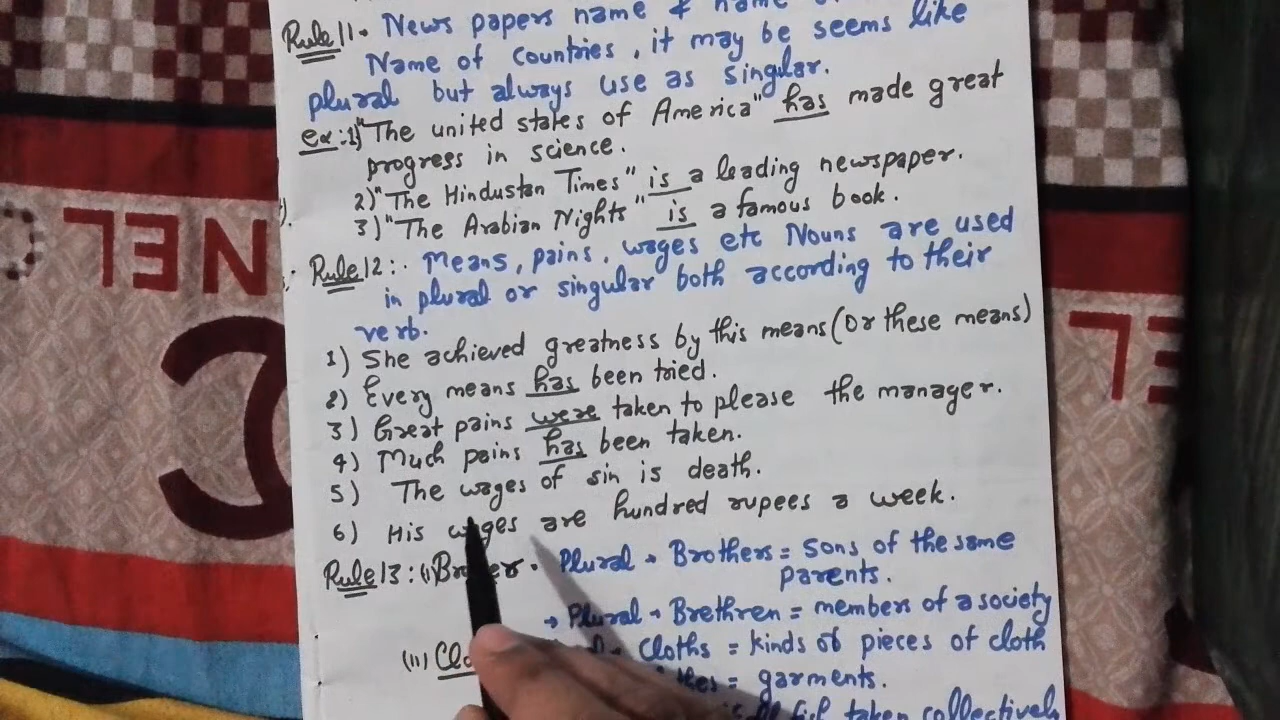 Rule 11. News papers name & name
Name of countries, it may be seems like
plural but always use as singular.
ex:1) "The united states of America" has made great
progress in science.
2) "The Hindustan Times" is a leading newspaper.
3) "The Arabian Nights" is a famous book.
Rule 12:. Means, pains, wages etc Nouns are used
in plural or singular both according to their
verb.
1) She achieved greatness by this means (or these means)
2) Every means has been tried.
3) Great pains were taken to please the manager.
4) Much pains has been taken.
5) The wages of sin is death.
6) His wages are hundred rupees a week.
Rule 13: (i) Plural → Brothers = sons of the same
parents.
→ Plural → Brethren = members of a society
(ii) Cloths = kinds of pieces of cloth
= garments.
taken collectively
NEL